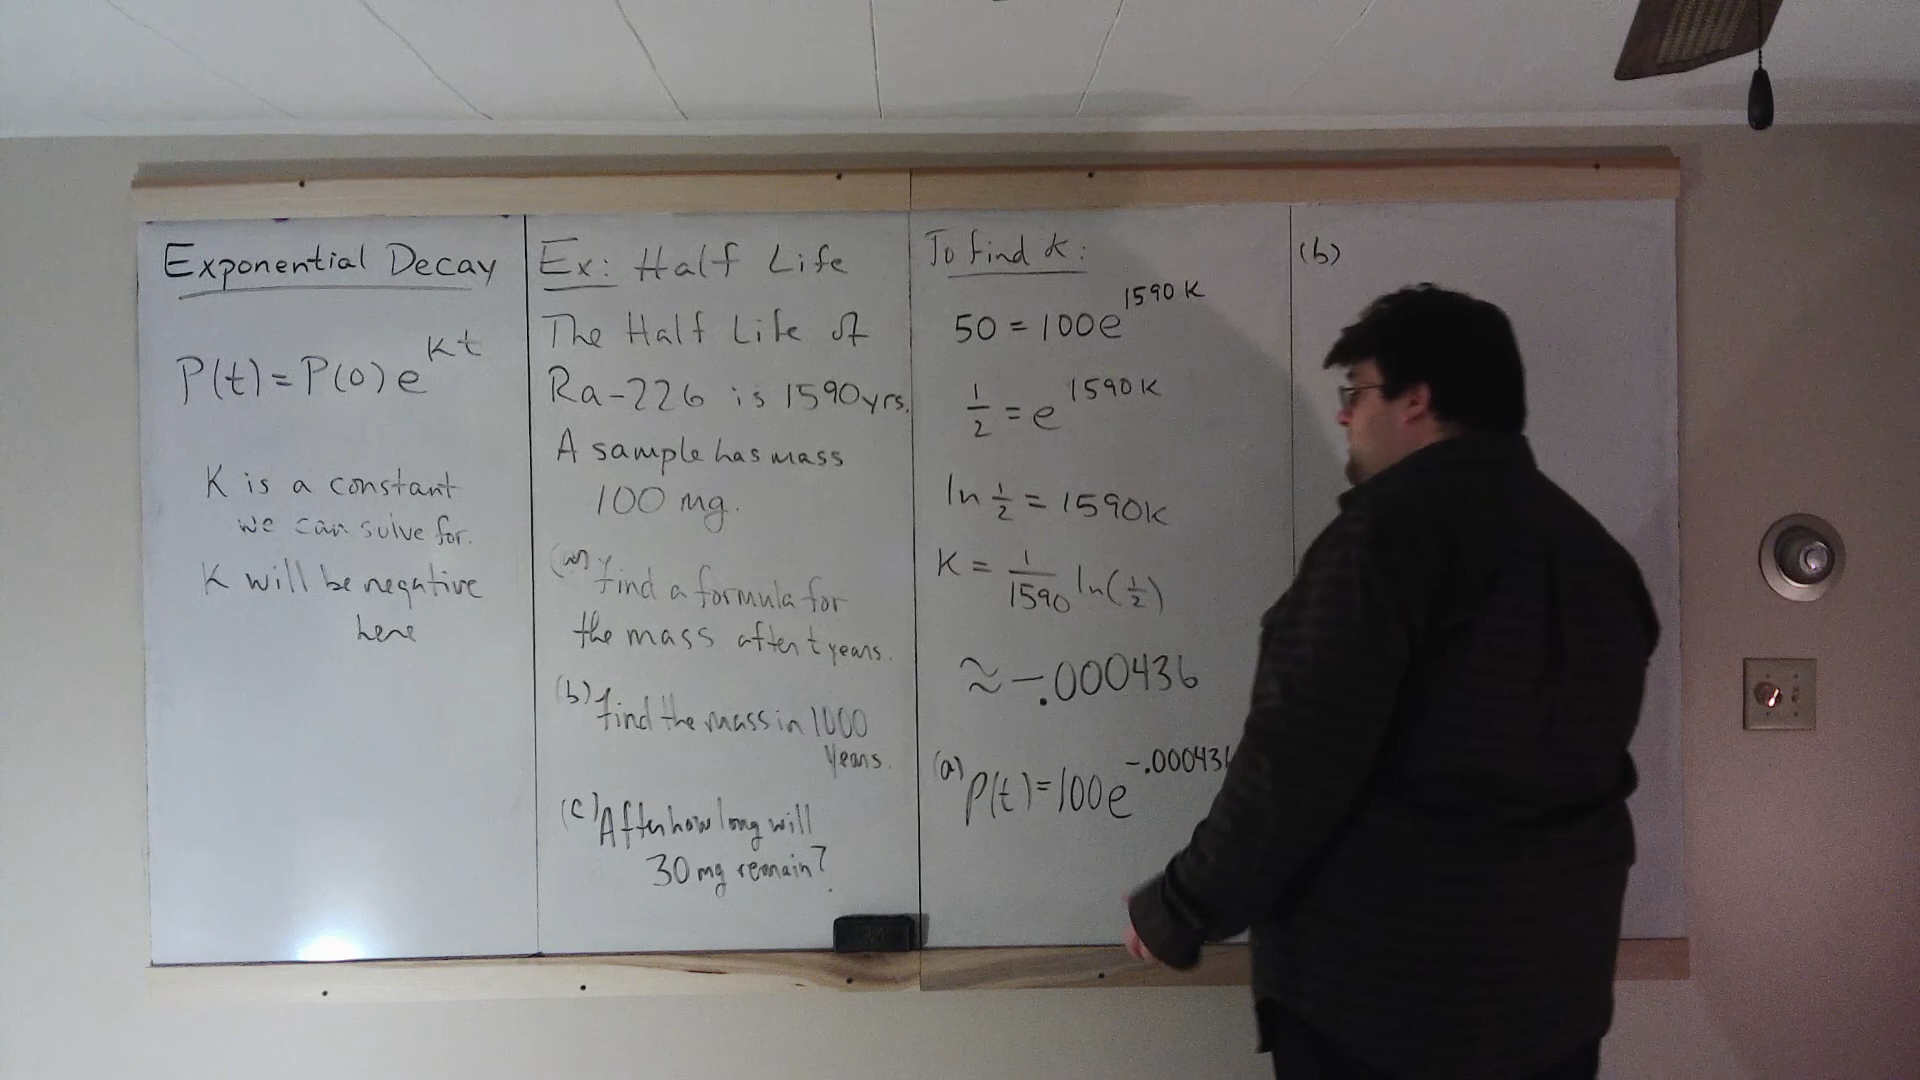 Exponential Decay
P(t) = P(0) e^{kt}
K is a constant
we can solve for.
K will be negative
here
Ex: Half Life
The Half Life of
Ra-226 is 1590yrs.
A sample has mass
100 mg.
(a) find a formula for
the mass after t years.
(b) find the mass in 1000
years.
(c) After how long will
30 mg remain?
To find k:
50 = 100e^{1590K}
1/2 = e^{1590K}
ln 1/2 = 1590K
K = 1/1590 ln(1/2)
≈ -.000436
(a) P(t) = 100e^{-.000436
(b)